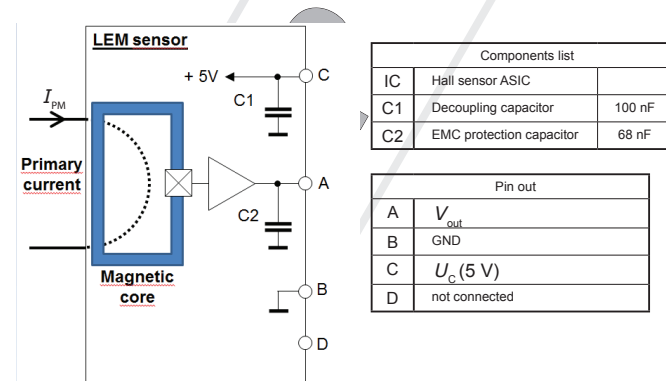 LEM sensor
+ 5V
C
C1
I PM
Primary
current
A
C2
Magnetic
core
B
D
Components list
IC Hall sensor ASIC
C1 Decoupling capacitor 100 nF
C2 EMC protection capacitor 68 nF
Pin out
A V out
B GND
C U C (5 V)
D not connected